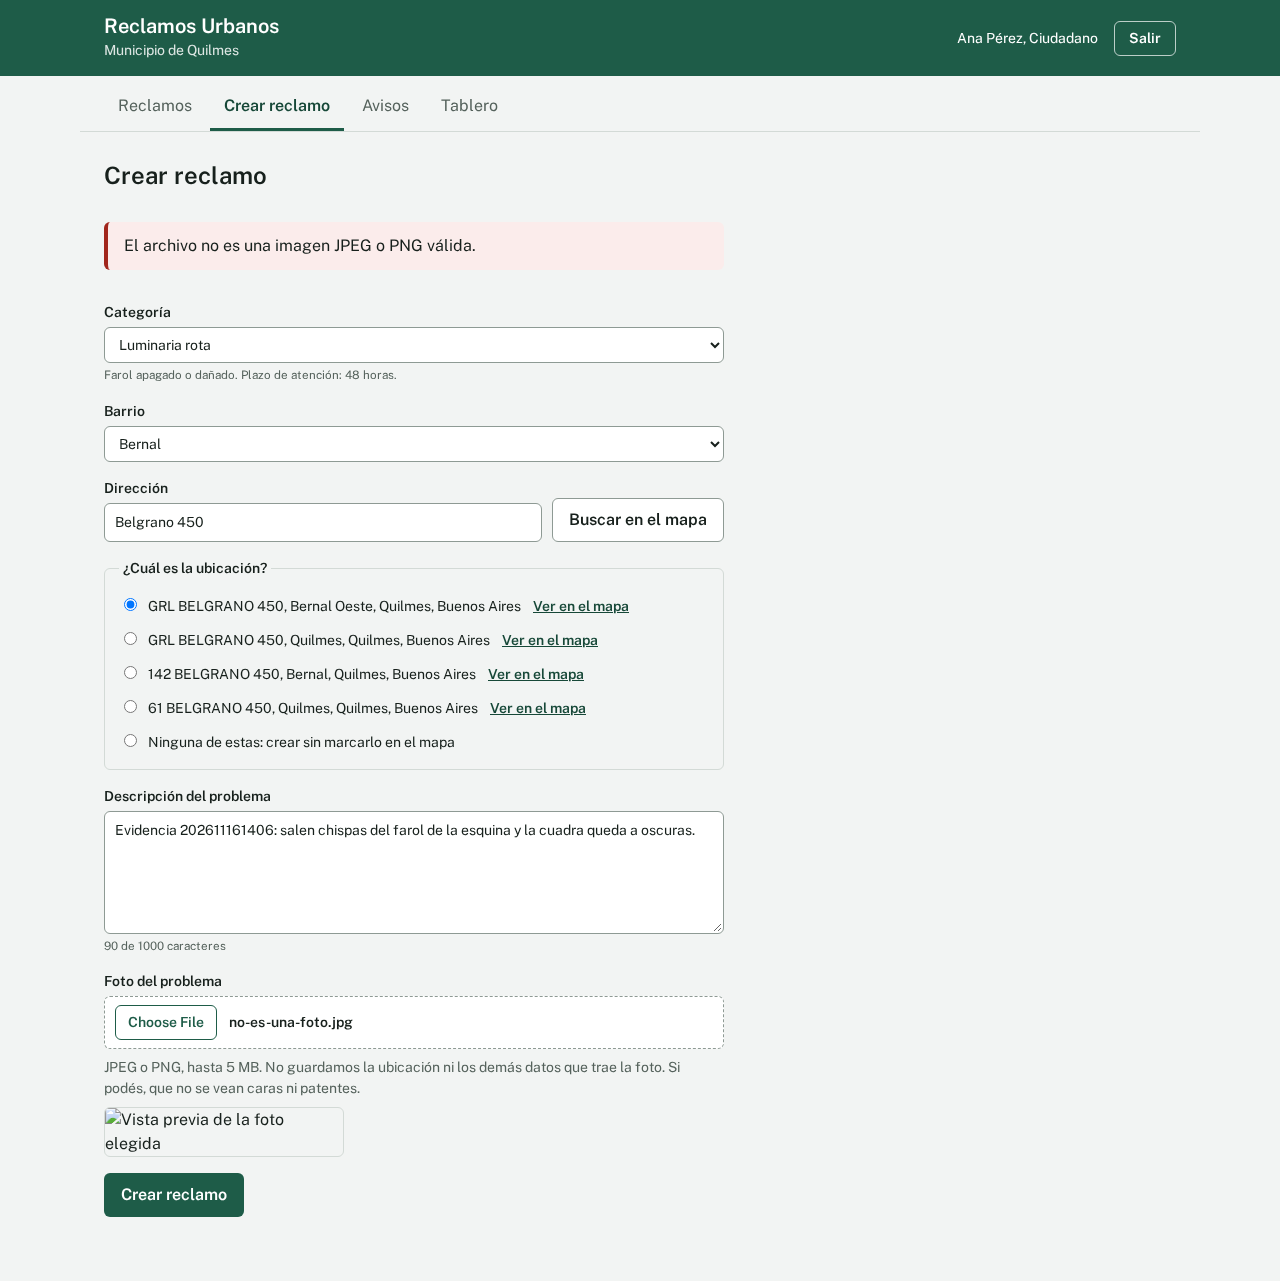 Reclamos Urbanos
Municipio de Quilmes
Ana Pérez, Ciudadano
Salir
Reclamos
Crear reclamo
Avisos
Tablero
Crear reclamo
El archivo no es una imagen JPEG o PNG válida.
Categoría
Luminaria rota
Farol apagado o dañado. Plazo de atención: 48 horas.
Barrio
Bernal
Dirección
Belgrano 450
Buscar en el mapa
¿Cuál es la ubicación?
GRL BELGRANO 450, Bernal Oeste, Quilmes, Buenos Aires Ver en el mapa
GRL BELGRANO 450, Quilmes, Quilmes, Buenos Aires Ver en el mapa
142 BELGRANO 450, Bernal, Quilmes, Buenos Aires Ver en el mapa
61 BELGRANO 450, Quilmes, Quilmes, Buenos Aires Ver en el mapa
Ninguna de estas: crear sin marcarlo en el mapa
Descripción del problema
Evidencia 202611161406: salen chispas del farol de la esquina y la cuadra queda a oscuras.
90 de 1000 caracteres
Foto del problema
Choose File no-es-una-foto.jpg
JPEG o PNG, hasta 5 MB. No guardamos la ubicación ni los demás datos que trae la foto. Si
podés, que no se vean caras ni patentes.
Vista previa de la foto
elegida
Crear reclamo